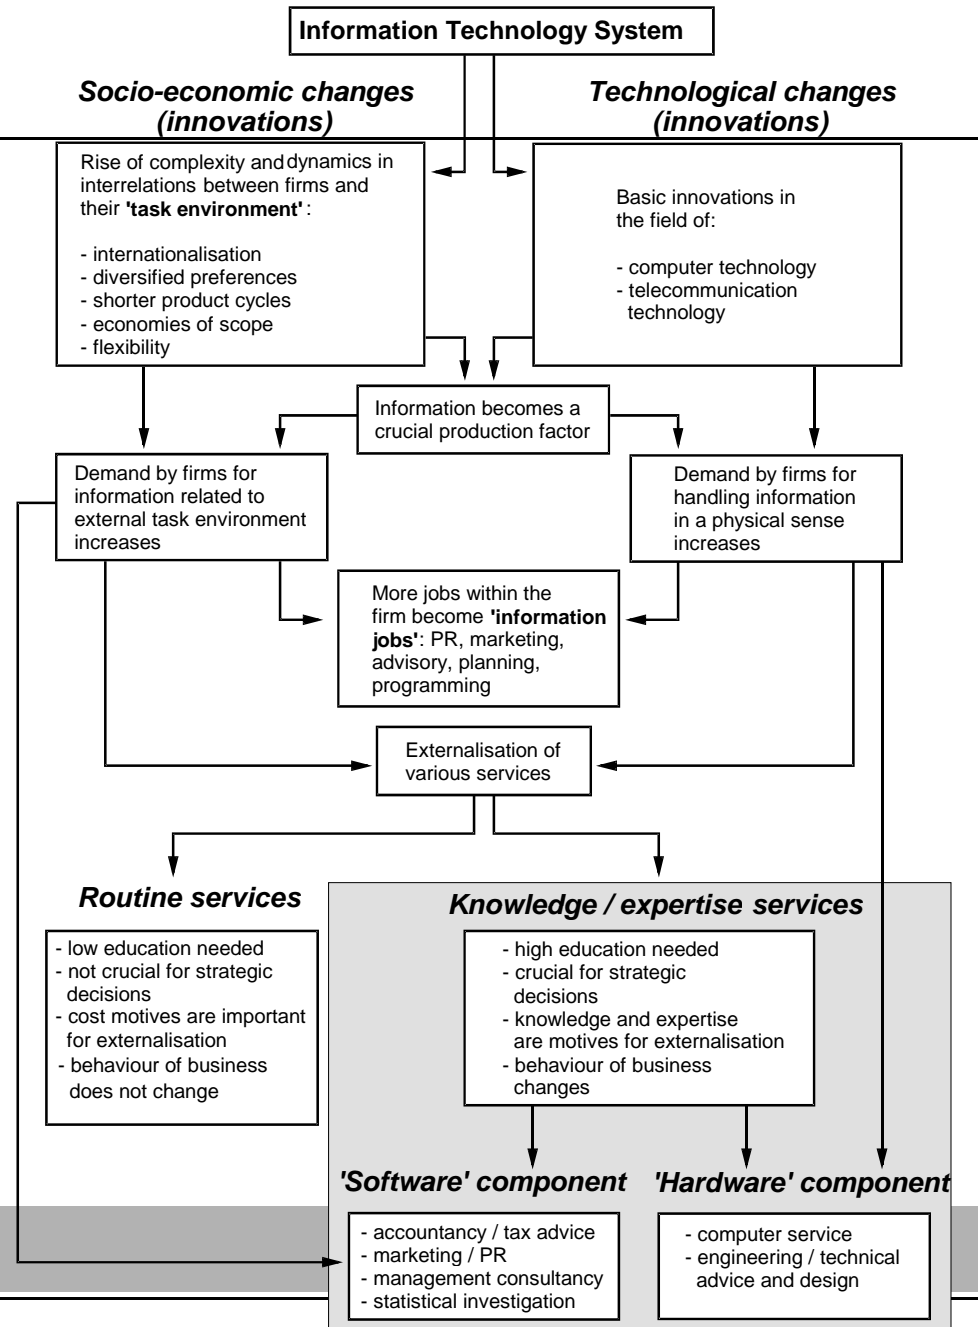 Information Technology System
Socio-economic changes
(innovations)
Technological changes
(innovations)
Rise of complexity and dynamics in
interrelations between firms and
their 'task environment' :
- internationalisation
- diversified preferences
- shorter product cycles
- economies of scope
- flexibility
Basic innovations in
the field of:
- computer technology
- telecommunication
technology
Information becomes a
crucial production factor
Demand by firms for
information related to
external task environment
increases
Demand by firms for
handling information
in a physical sense
increases
More jobs within the
firm become 'information
jobs': PR, marketing,
advisory, planning,
programming
Externalisation of
various services
Routine services
- low education needed
- not crucial for strategic
decisions
- cost motives are important
for externalisation
- behaviour of business
does not change
Knowledge / expertise services
- high education needed
- crucial for strategic
decisions
- knowledge and expertise
are motives for externalisation
- behaviour of business
changes
'Software' component
- accountancy / tax advice
- marketing / PR
- management consultancy
- statistical investigation
'Hardware' component
- computer service
- engineering / technical
advice and design